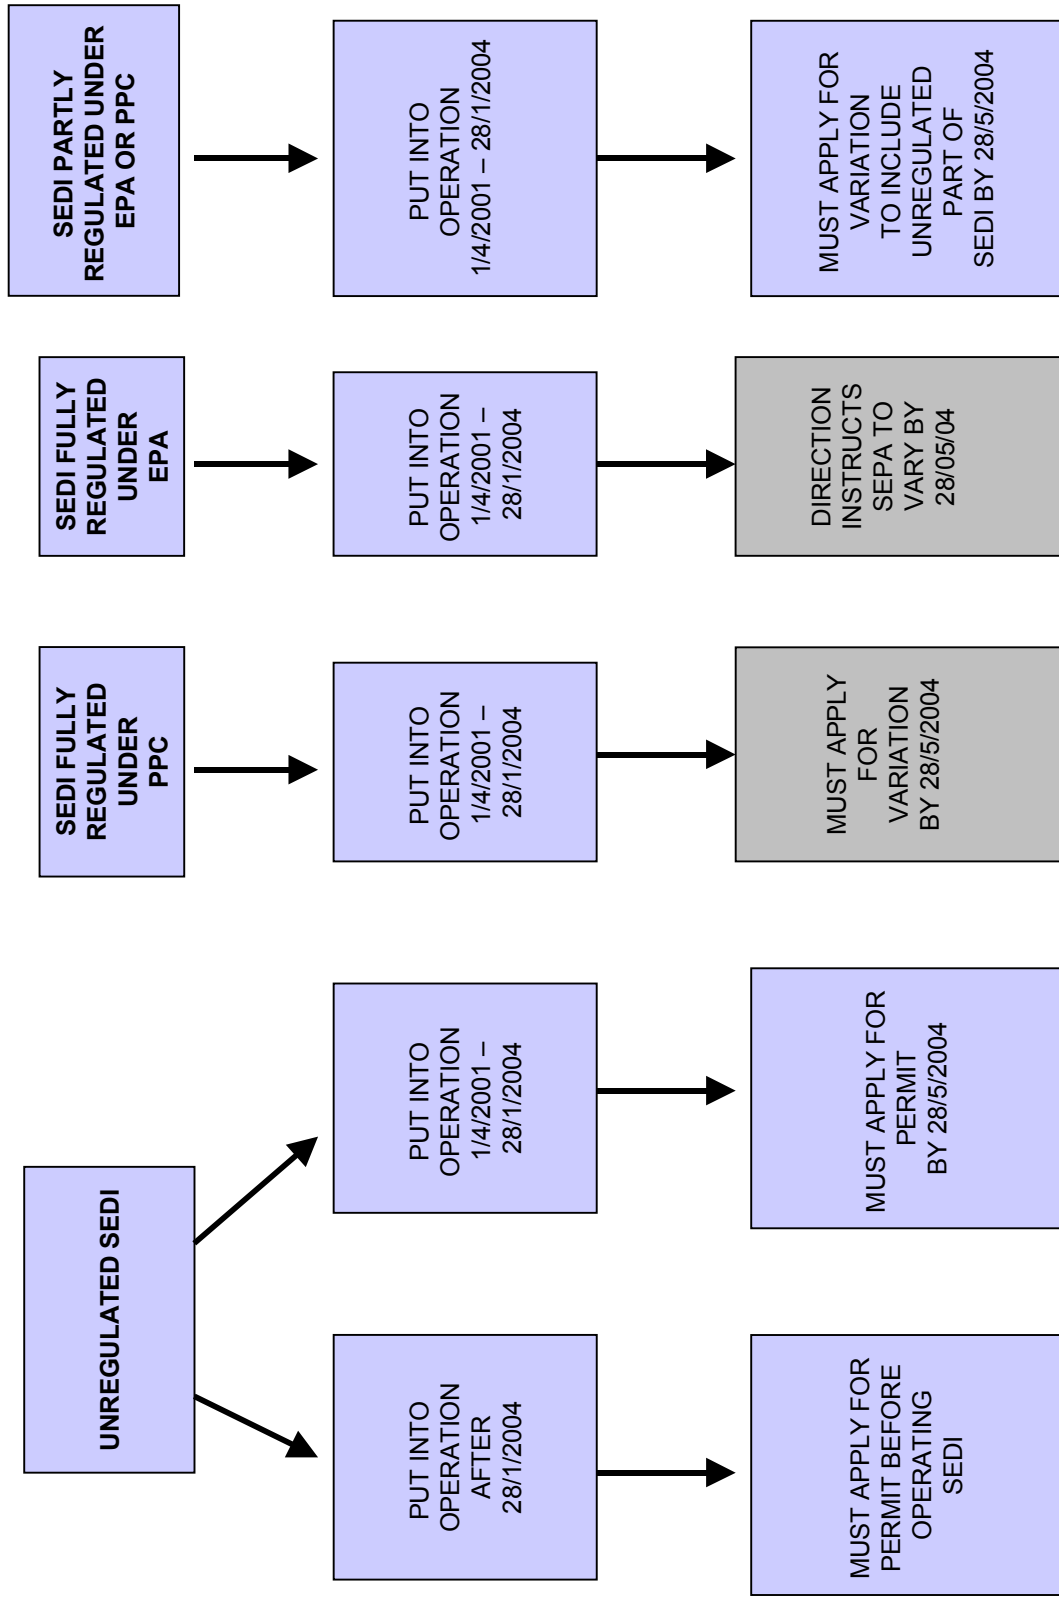 UNREGULATED SEDI
SEDI FULLY
REGULATED
UNDER
PPC
SEDI FULLY
REGULATED
UNDER
EPA
SEDI PARTLY
REGULATED UNDER
EPA OR PPC
PUT INTO
OPERATION
AFTER
28/1/2004
PUT INTO
OPERATION
1/4/2001 –
28/1/2004
PUT INTO
OPERATION
1/4/2001 –
28/1/2004
PUT INTO
OPERATION
1/4/2001 –
28/1/2004
PUT INTO
OPERATION
1/4/2001 – 28/1/2004
MUST APPLY FOR
PERMIT BEFORE
OPERATING
SEDI
MUST APPLY FOR
PERMIT
BY 28/5/2004
MUST APPLY
FOR
VARIATION
BY 28/5/2004
DIRECTION
INSTRUCTS
SEPA TO
VARY BY
28/05/04
MUST APPLY FOR
VARIATION
TO INCLUDE
UNREGULATED
PART OF
SEDI BY 28/5/2004